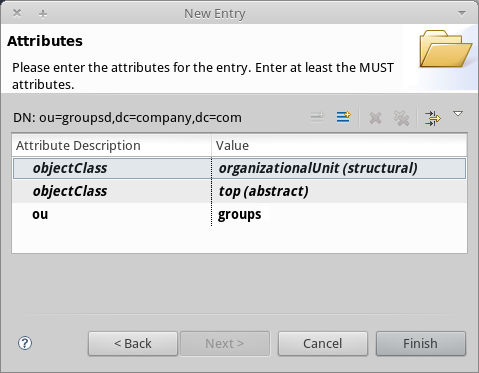 New Entry
Attributes
Please enter the attributes for the entry. Enter at least the MUST
attributes.
DN: ou=groupsd,dc=company,dc=com
Attribute Description Value
objectClass organizationalUnit (structural)
objectClass top (abstract)
ou groups
< Back Next > Cancel Finish